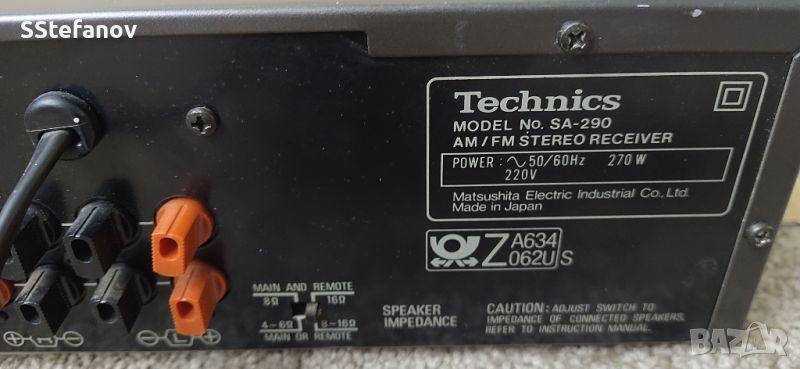 SStefanov
Technics
MODEL No. SA-290
AM/FM STEREO RECEIVER
POWER: ∿ 50/60Hz 270W
220V
Matsushita Electric Industrial Co., Ltd.
Made in Japan
Z A634
062U S
MAIN AND REMOTE
8Ω 16Ω
4-6Ω 8-16Ω
MAIN OR REMOTE
SPEAKER
IMPEDANCE
CAUTION: ADJUST SWITCH TO
IMPEDANCE OF CONNECTED SPEAKERS.
REFER TO INSTRUCTION MANUAL.
⊕ ⊖ ⊖ L ⊕
BAZAR